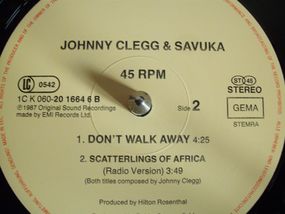 JOHNNY CLEGG & SAVUKA
45 RPM
LC 0542
1C K 060-20 1664 6 B
℗1987 Original Sound Recordings
made by EMI Records Ltd.
Side 2
ST 45
STEREO
GEMA
STEMRA
1. DON'T WALK AWAY 4:25
2. SCATTERLINGS OF AFRICA
(Radio Version) 3:49
(Both titles composed by Johnny Clegg)
Produced by Hilton Rosenthal